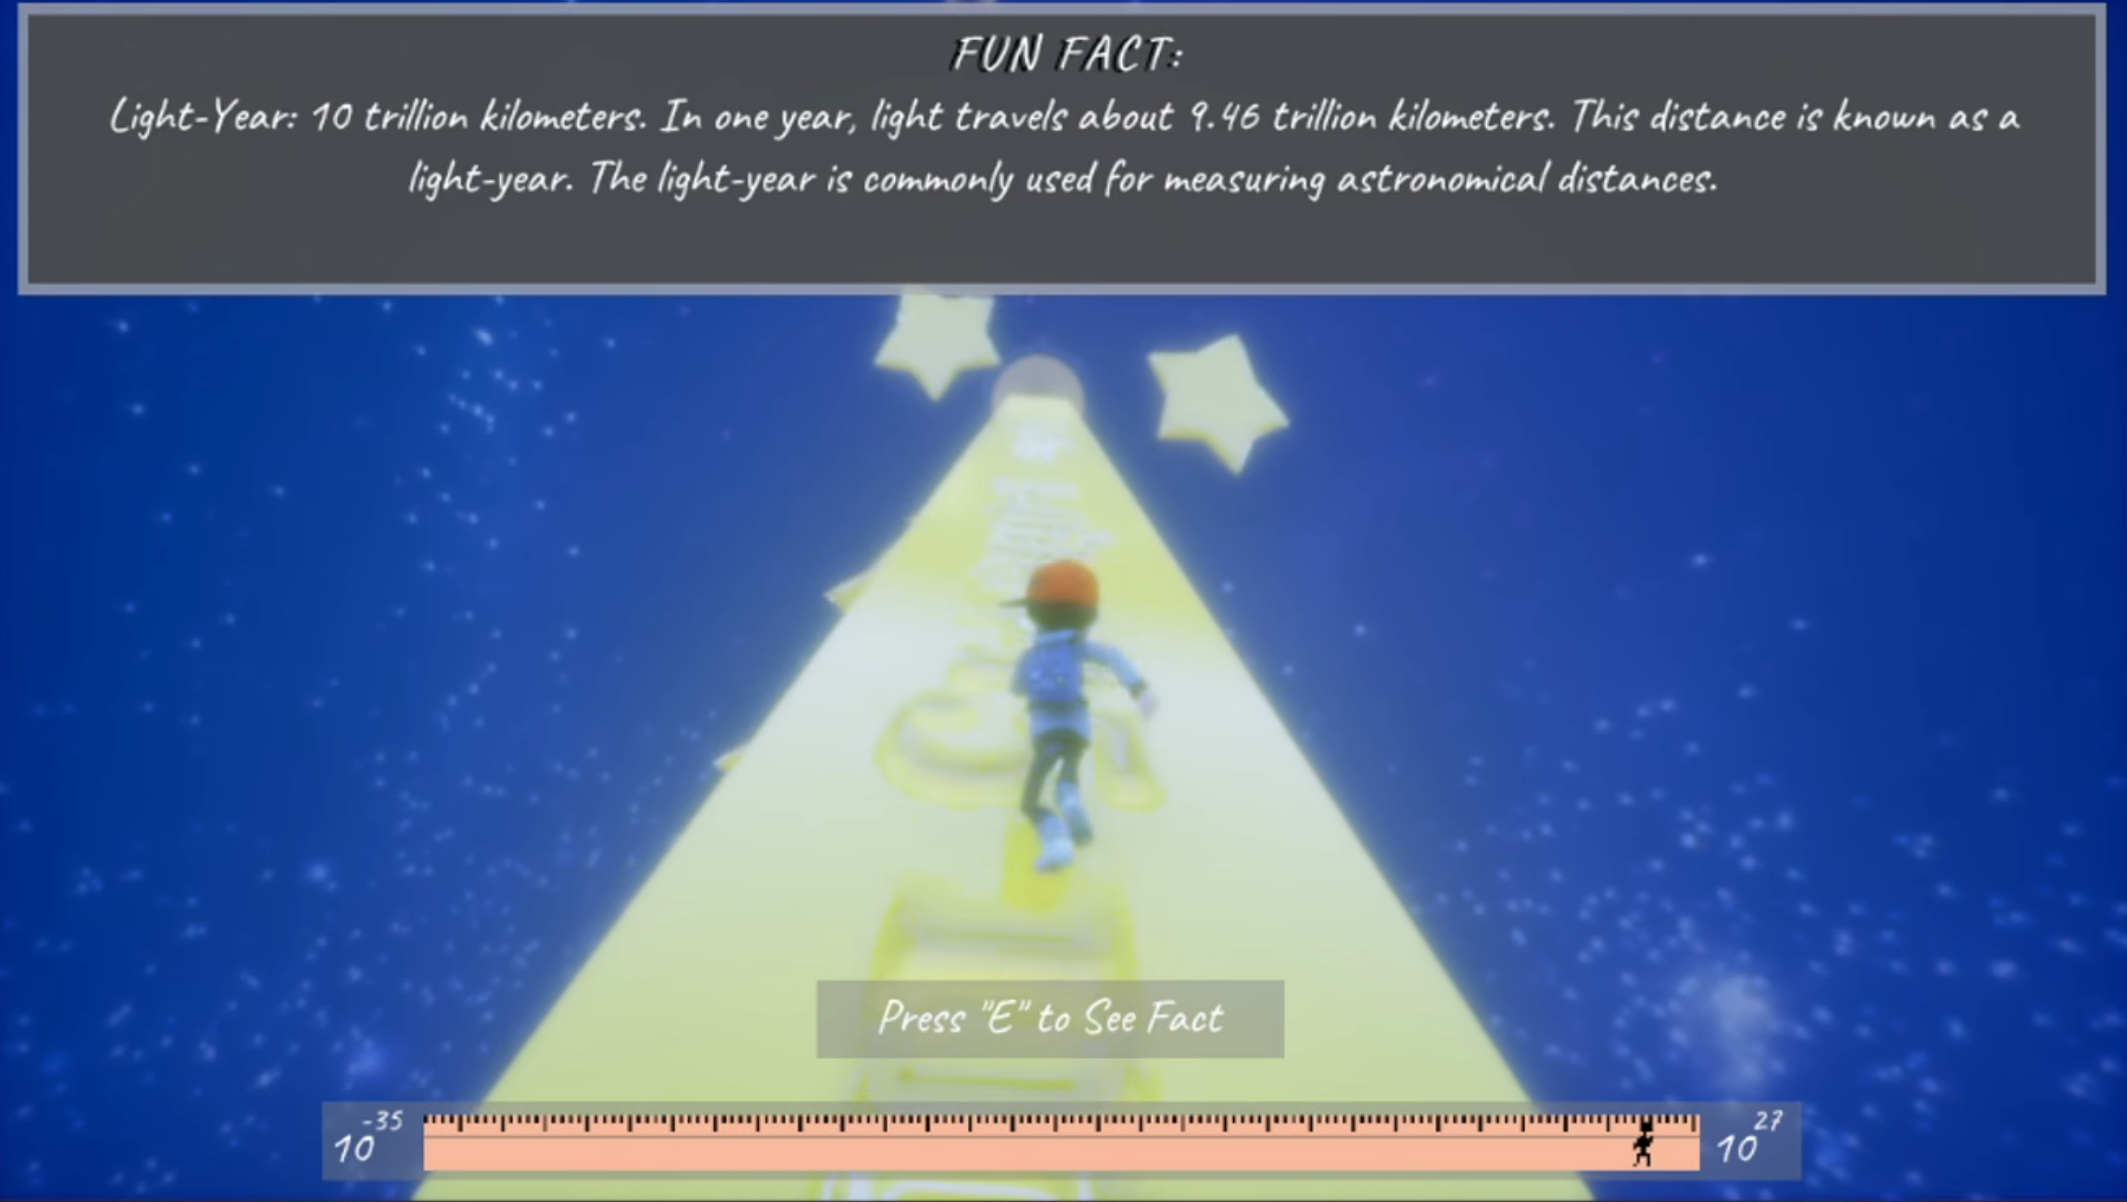 FUN FACT:
Light-Year: 10 trillion kilometers. In one year, light travels about 9.46 trillion kilometers. This distance is known as a
light-year. The light-year is commonly used for measuring astronomical distances.
Press "E" to See Fact
10^-35 10^27